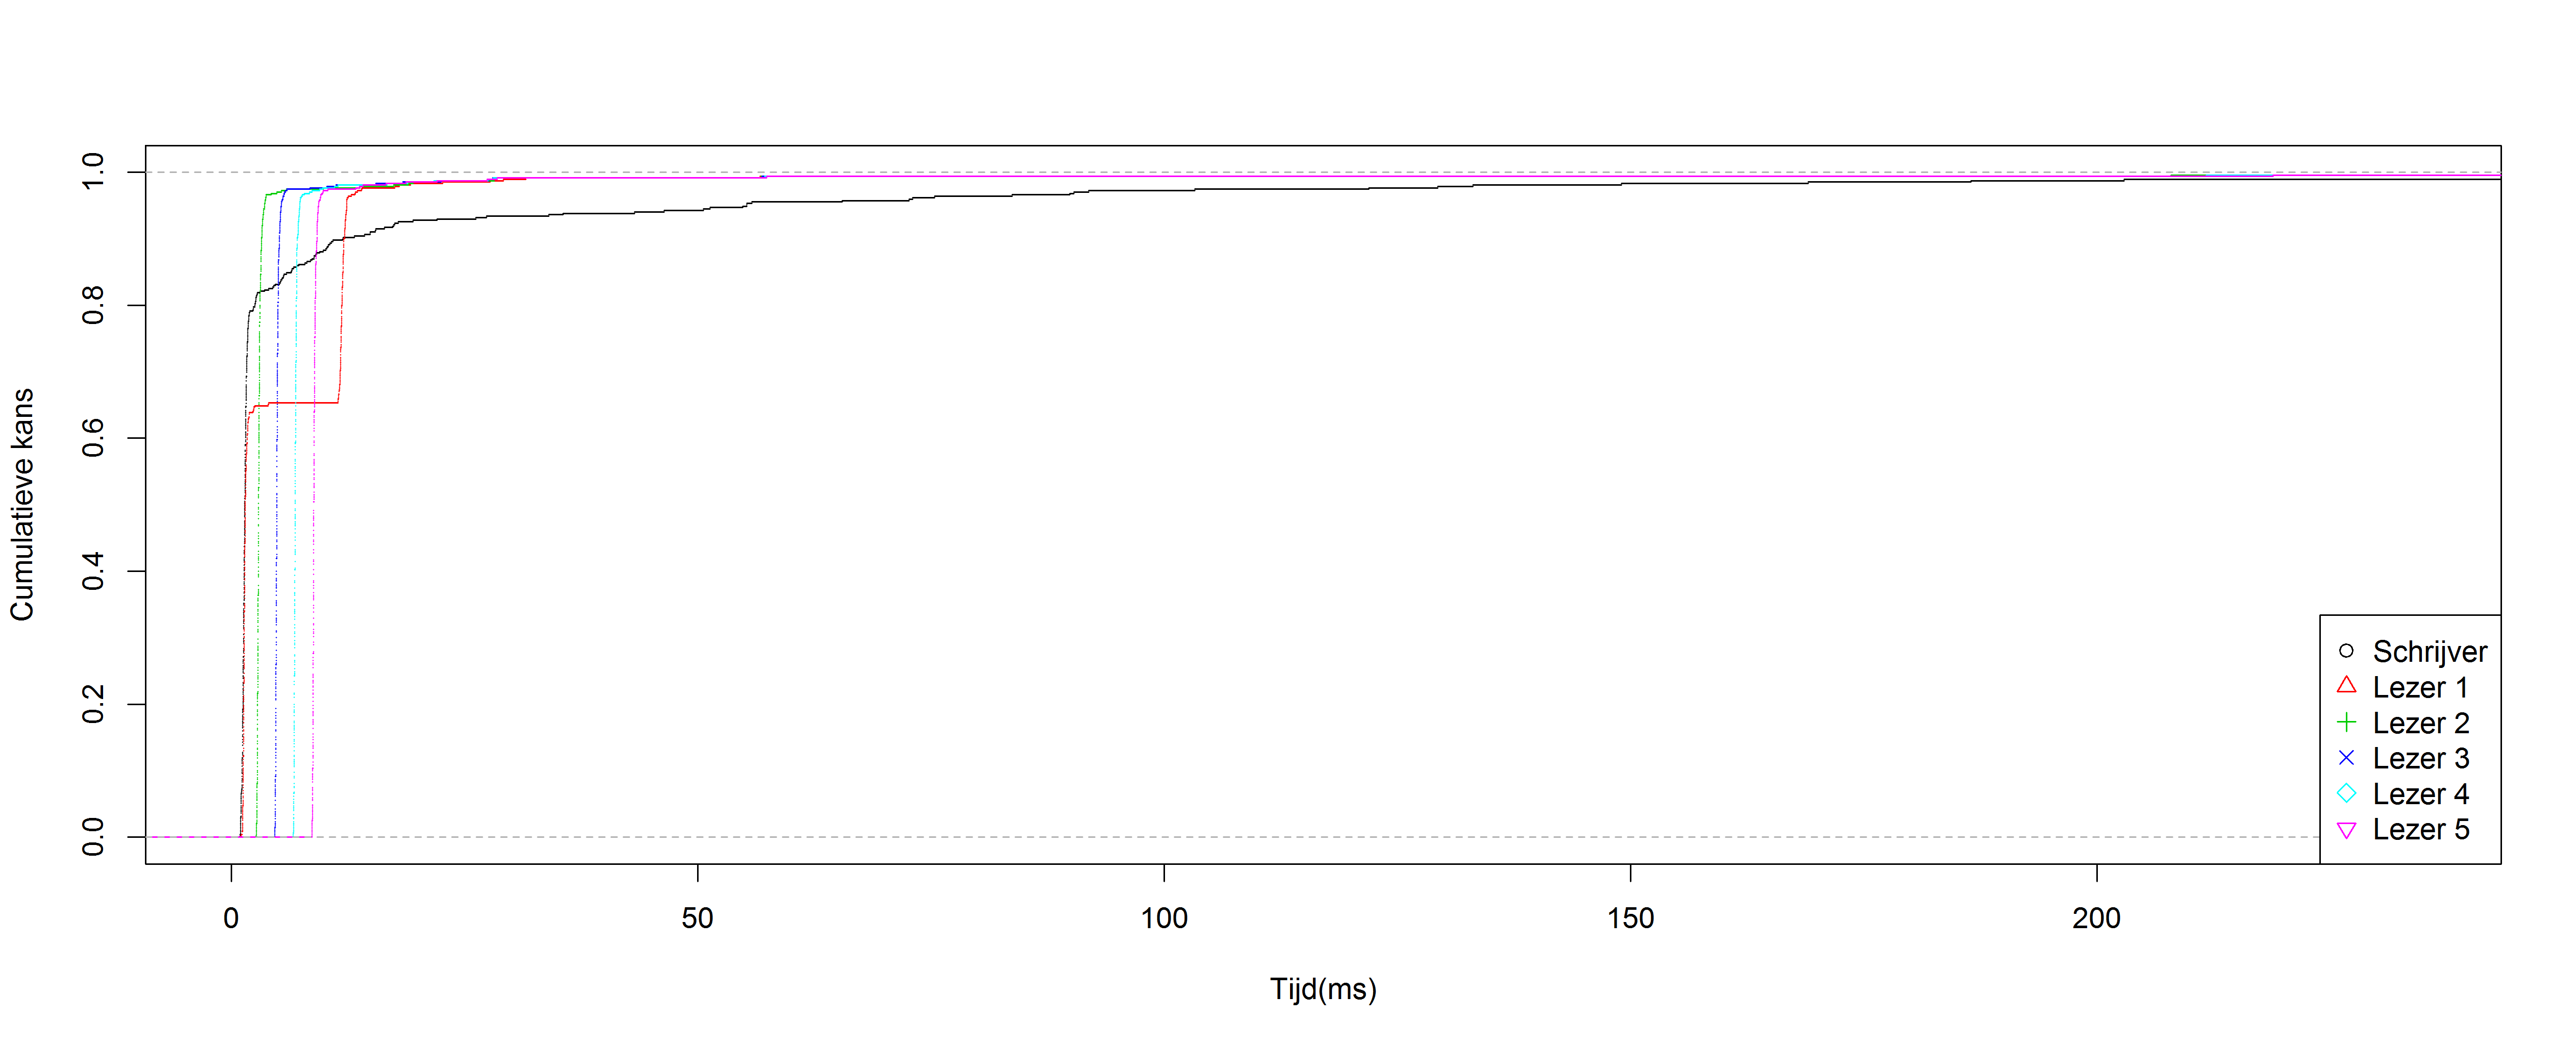 1.0
0.8
0.6
0.4
0.2
0.0
Cumulatieve kans
0 50 100 150 200
Tijd(ms)
Schrijver
Lezer 1
Lezer 2
Lezer 3
Lezer 4
Lezer 5